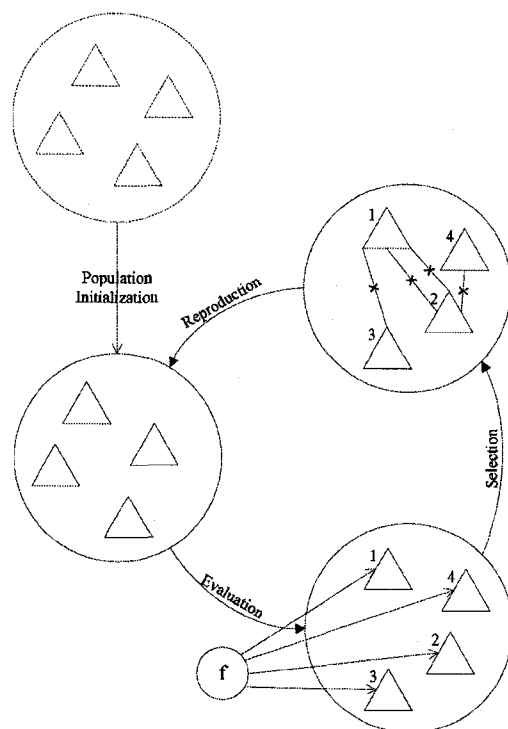 1
4
Population
Initialization
Reproduction
2
3
Selection
Evaluation
1
4
2
f
3